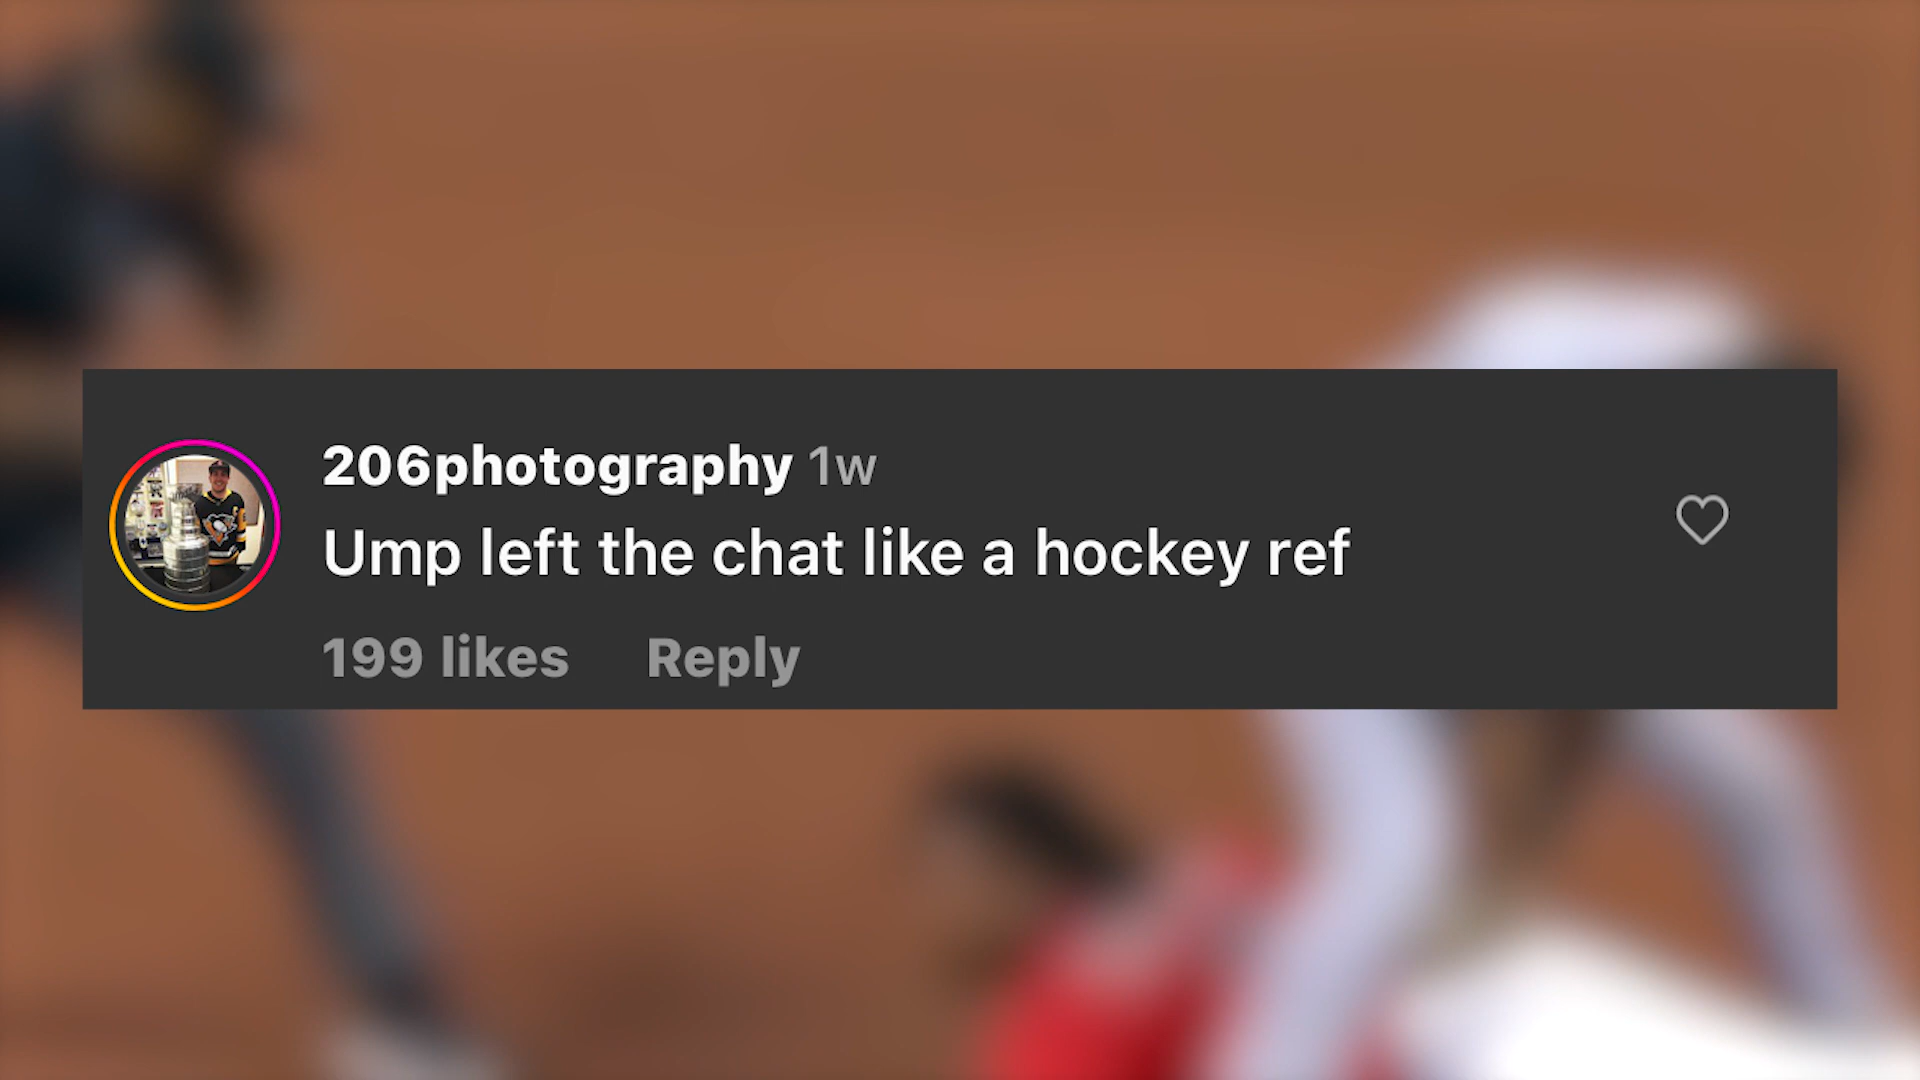 206photography 1w
Ump left the chat like a hockey ref
199 likes Reply